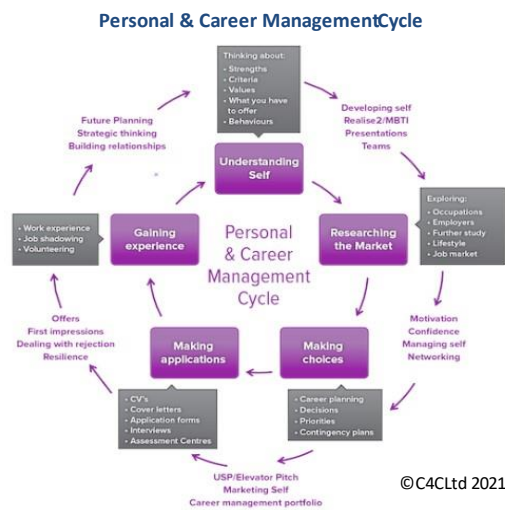 Personal & Career ManagementCycle
Thinking about:
• Strengths
• Criteria
• Values
• What you have
to offer
• Behaviours
Understanding
Self
Developing self
Realise2/MBTI
Presentations
Teams
Exploring:
• Occupations
• Employers
• Further study
• Lifestyle
• Job market
Researching
the Market
Motivation
Confidence
Managing self
Networking
Making
choices
• Career planning
• Decisions
• Priorities
• Contingency plans
USP/Elevator Pitch
Marketing Self
Career management portfolio
Making
applications
• CV's
• Cover letters
• Application forms
• Interviews
• Assessment Centres
Offers
First impressions
Dealing with rejection
Resilience
Gaining
experience
• Work experience
• Job shadowing
• Volunteering
Future Planning
Strategic thinking
Building relationships
Personal
& Career
Management
Cycle
©C4CLtd 2021